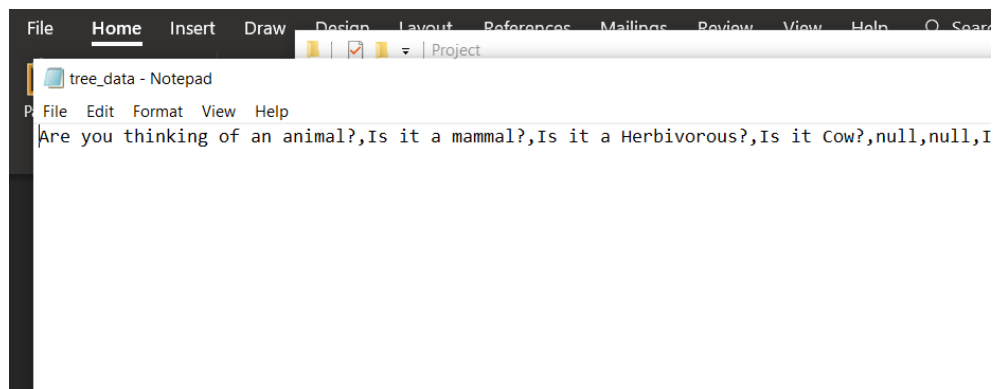 File Home Insert Draw Design Layout References Mailings Review View Help Sear
Project
tree_data - Notepad
File Edit Format View Help
Are you thinking of an animal?,Is it a mammal?,Is it a Herbivorous?,Is it Cow?,null,null,I